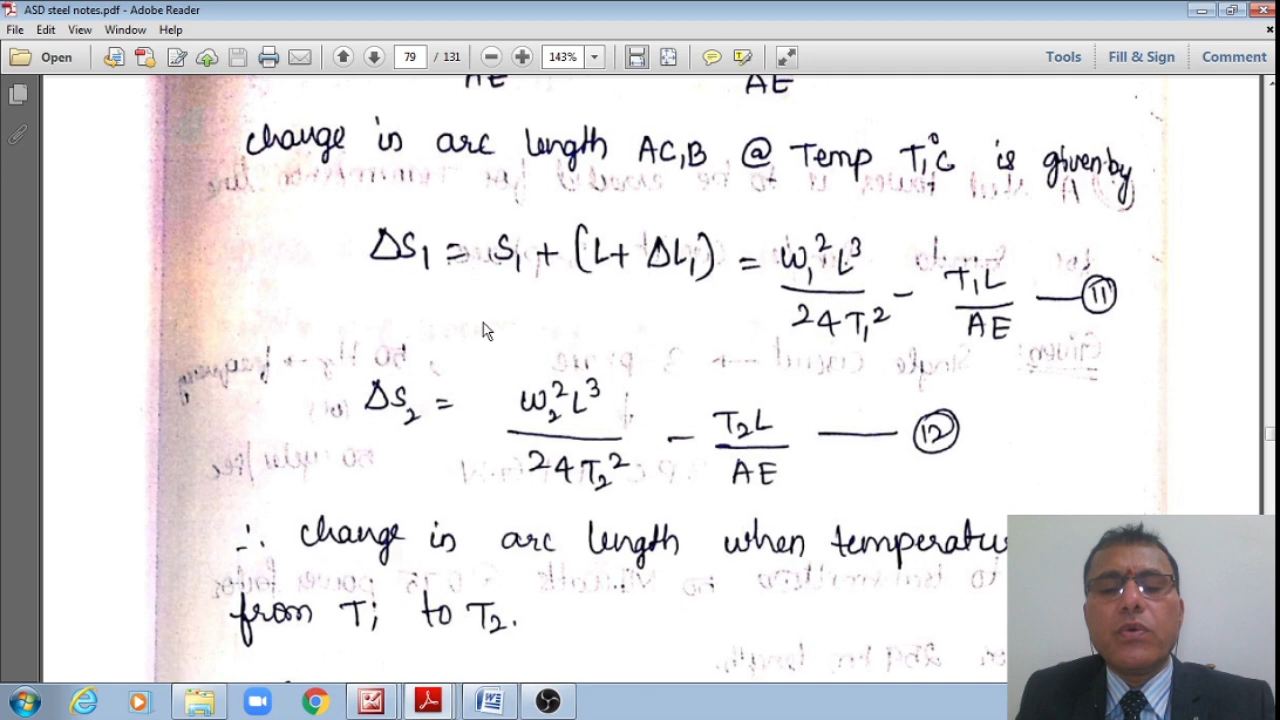 ASD steel notes.pdf - Adobe Reader
File Edit View Window Help
Open 79 / 131 143% Tools Fill & Sign Comment
AE AE
change in arc length AC₁B @ Temp T₁°C is given by
ΔS₁ = S₁ + (L + ΔL₁) = w₁²L³ / 24T₁² - T₁L / AE — ⑪
ΔS₂ = w₂²L³ / 24T₂² - T₂L / AE — ⑫
∴ change in arc length when temperatu
from T; to T₂.